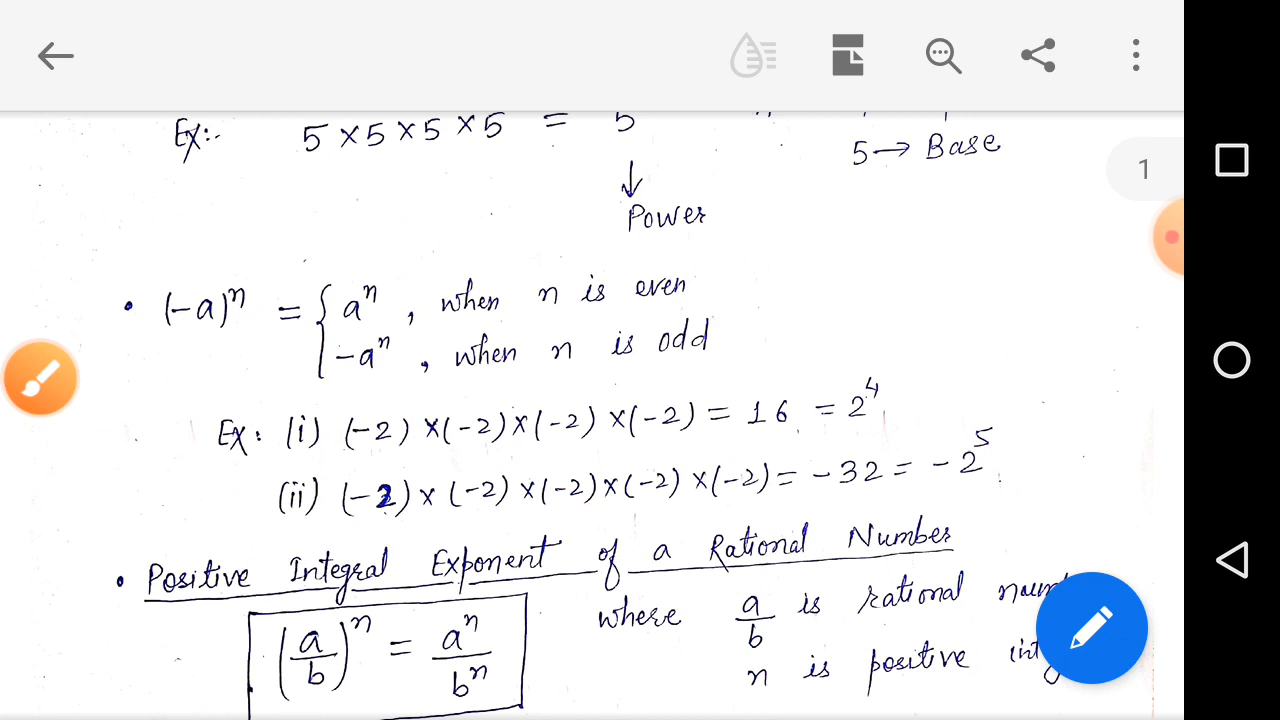 1
Ex:- 5 × 5 × 5 × 5 = 5
5 → Base
↓
Power
• (-a)ⁿ = { aⁿ , when n is even
-aⁿ , when n is odd
Ex: (i) (-2) × (-2) × (-2) × (-2) = 16 = 2⁴
(ii) (-2) × (-2) × (-2) × (-2) × (-2) = -32 = -2⁵
• Positive Integral Exponent of a Rational Number
(a/b)ⁿ = aⁿ/bⁿ where a/b is rational
n is positive